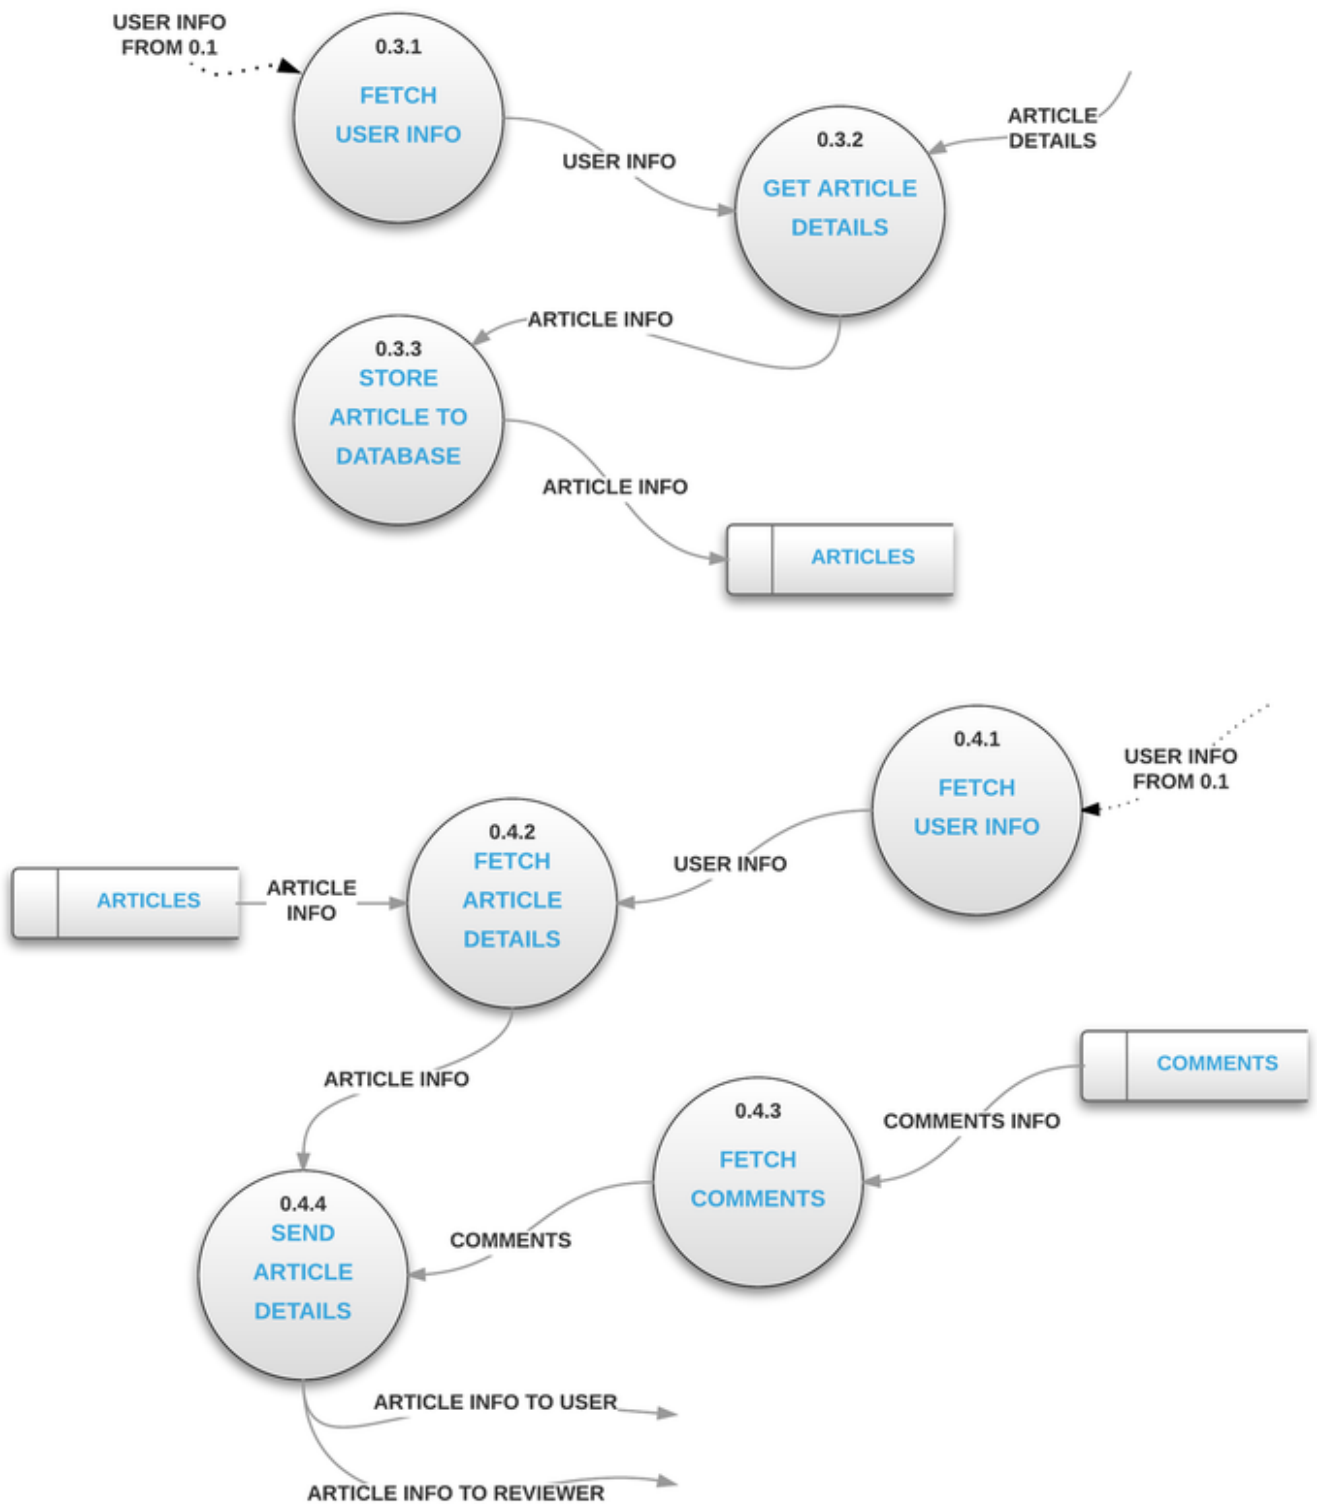 USER INFO
FROM 0.1
0.3.1
FETCH
USER INFO
USER INFO
0.3.2
GET ARTICLE
DETAILS
ARTICLE
DETAILS
ARTICLE INFO
0.3.3
STORE
ARTICLE TO
DATABASE
ARTICLE INFO
ARTICLES
0.4.1
FETCH
USER INFO
USER INFO
FROM 0.1
USER INFO
0.4.2
FETCH
ARTICLE
DETAILS
ARTICLES
ARTICLE
INFO
ARTICLE INFO
COMMENTS
COMMENTS INFO
0.4.3
FETCH
COMMENTS
COMMENTS
0.4.4
SEND
ARTICLE
DETAILS
ARTICLE INFO TO USER
ARTICLE INFO TO REVIEWER